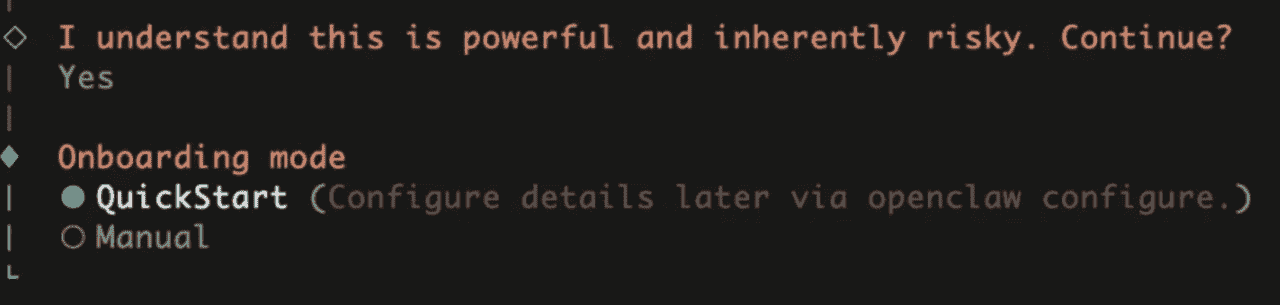 I understand this is powerful and inherently risky. Continue?
Yes
Onboarding mode
QuickStart (Configure details later via openclaw configure.)
Manual